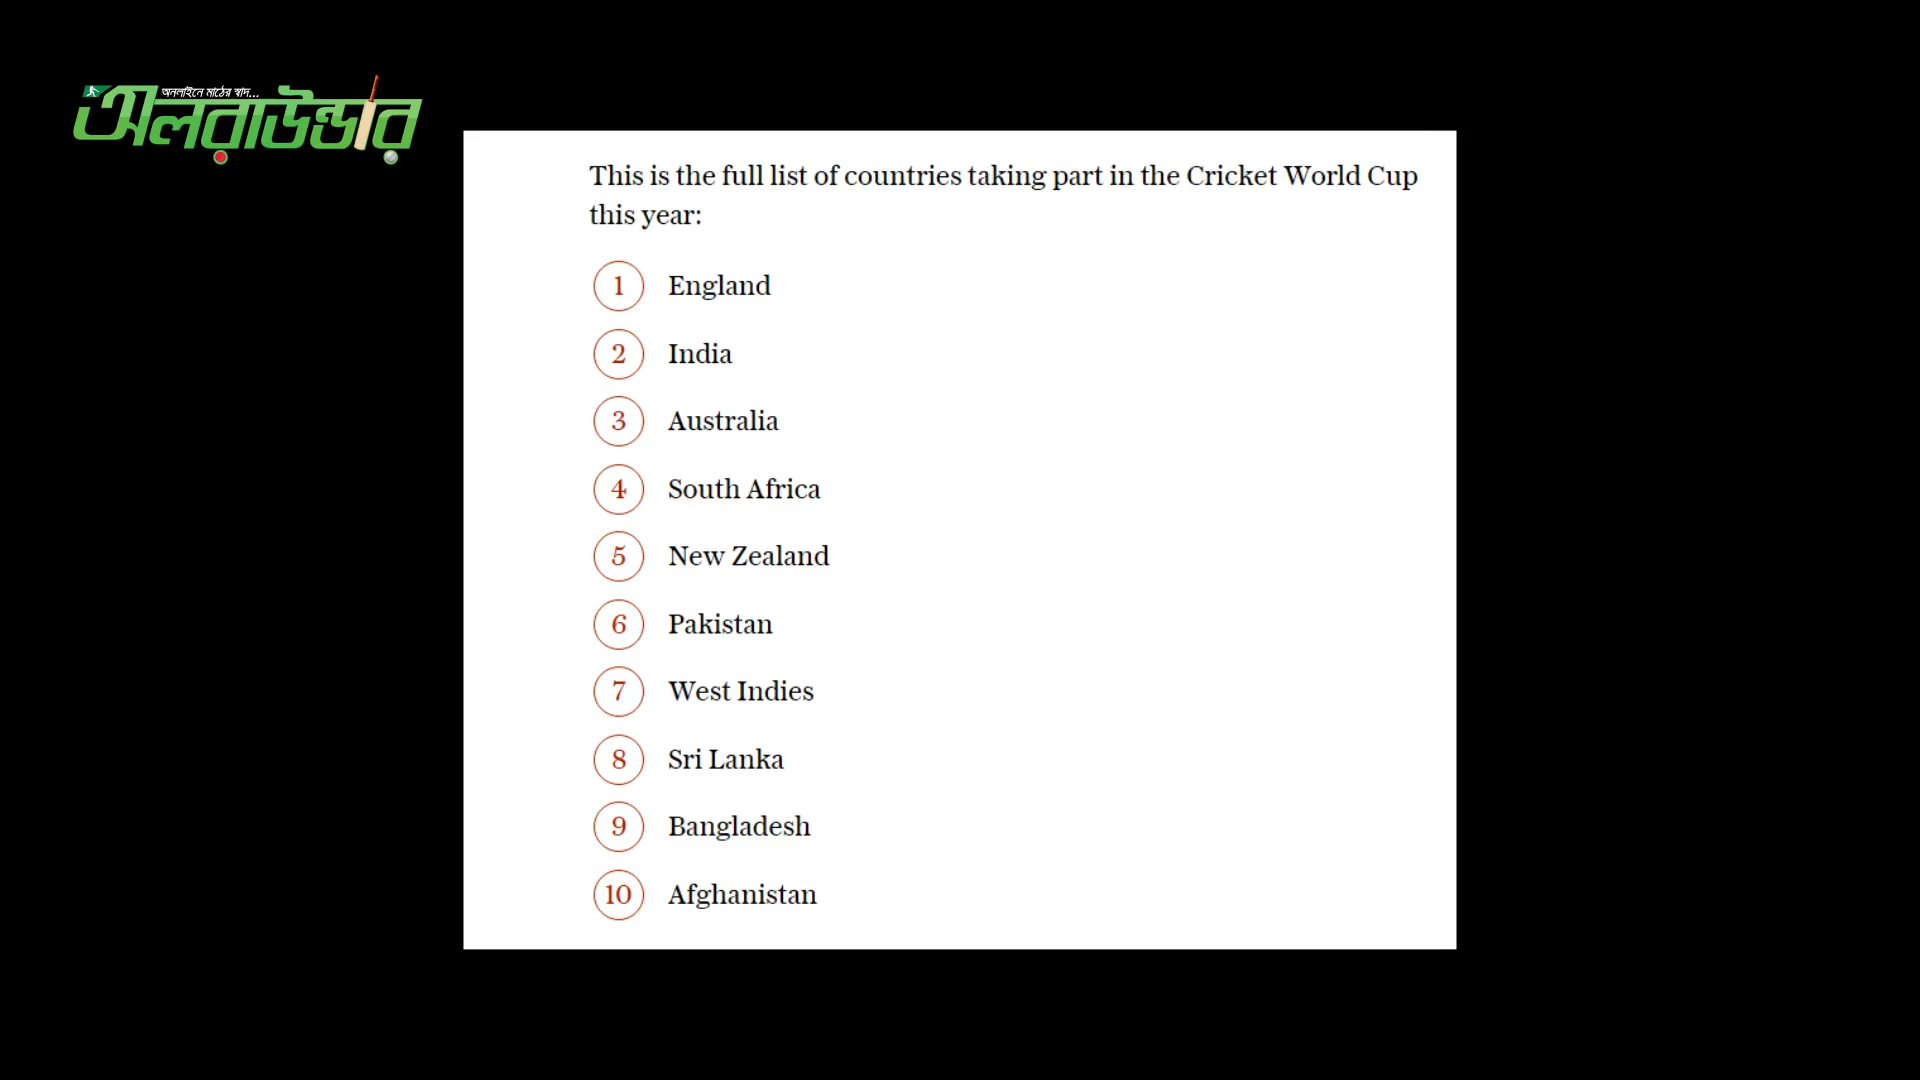 অনলাইনে মাঠের স্বাদ...
অলরাউন্ডার
This is the full list of countries taking part in the Cricket World Cup
this year:
1 England
2 India
3 Australia
4 South Africa
5 New Zealand
6 Pakistan
7 West Indies
8 Sri Lanka
9 Bangladesh
10 Afghanistan